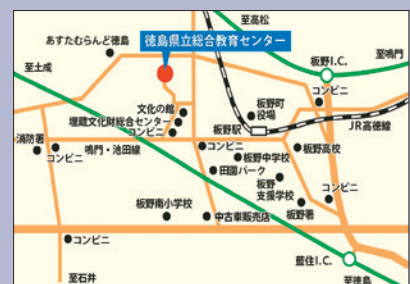 至高松
あすたむらんど徳島
徳島県立総合教育センター
至鳴門
板野I.C.
至土成
コンビニ
文化の館
板野町
役場
埋蔵文化財総合センター
コンビニ
板野駅
JR高徳線
消防署
コンビニ
鳴門・池田線
コンビニ
板野中学校
板野高校
田園パーク
板野
支援学校
コンビニ
板野南小学校
中古車販売店
板野署
コンビニ
藍住I.C.
至石井
至徳島